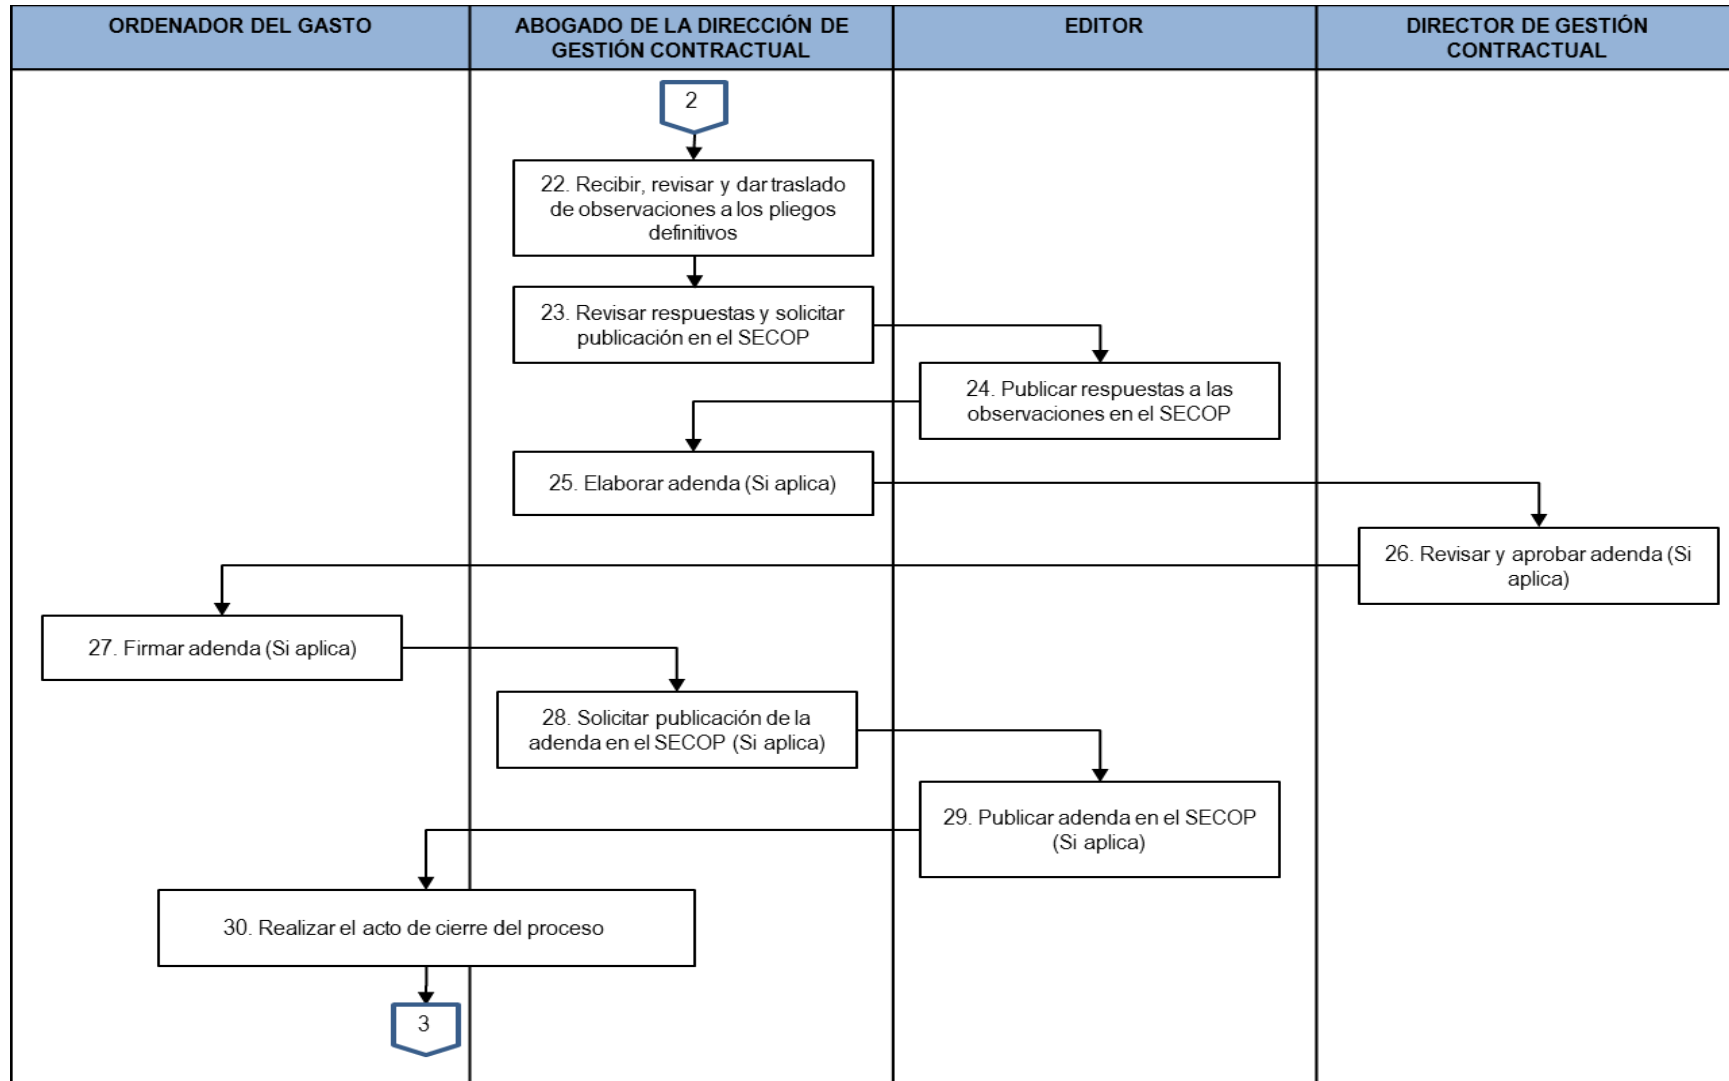 ORDENADOR DEL GASTO
ABOGADO DE LA DIRECCIÓN DE
GESTIÓN CONTRACTUAL
EDITOR
DIRECTOR DE GESTIÓN
CONTRACTUAL
2
22. Recibir, revisar y dar traslado
de observaciones a los pliegos
definitivos
23. Revisar respuestas y solicitar
publicación en el SECOP
24. Publicar respuestas a las
observaciones en el SECOP
25. Elaborar adenda (Si aplica)
26. Revisar y aprobar adenda (Si
aplica)
27. Firmar adenda (Si aplica)
28. Solicitar publicación de la
adenda en el SECOP (Si aplica)
29. Publicar adenda en el SECOP
(Si aplica)
30. Realizar el acto de cierre del proceso
3